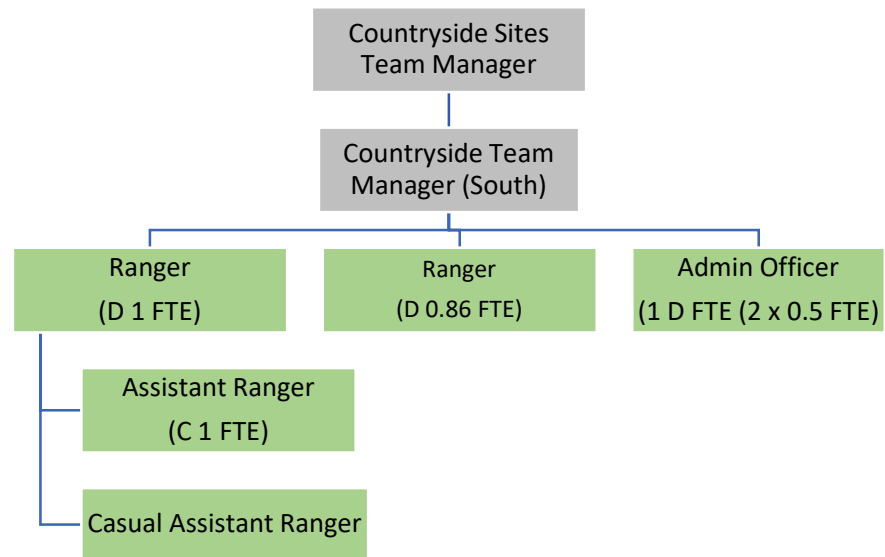 Countryside Sites
Team Manager
Countryside Team
Manager (South)
Ranger
(D 1 FTE)
Ranger
(D 0.86 FTE)
Admin Officer
(1 D FTE (2 x 0.5 FTE)
Assistant Ranger
(C 1 FTE)
Casual Assistant Ranger